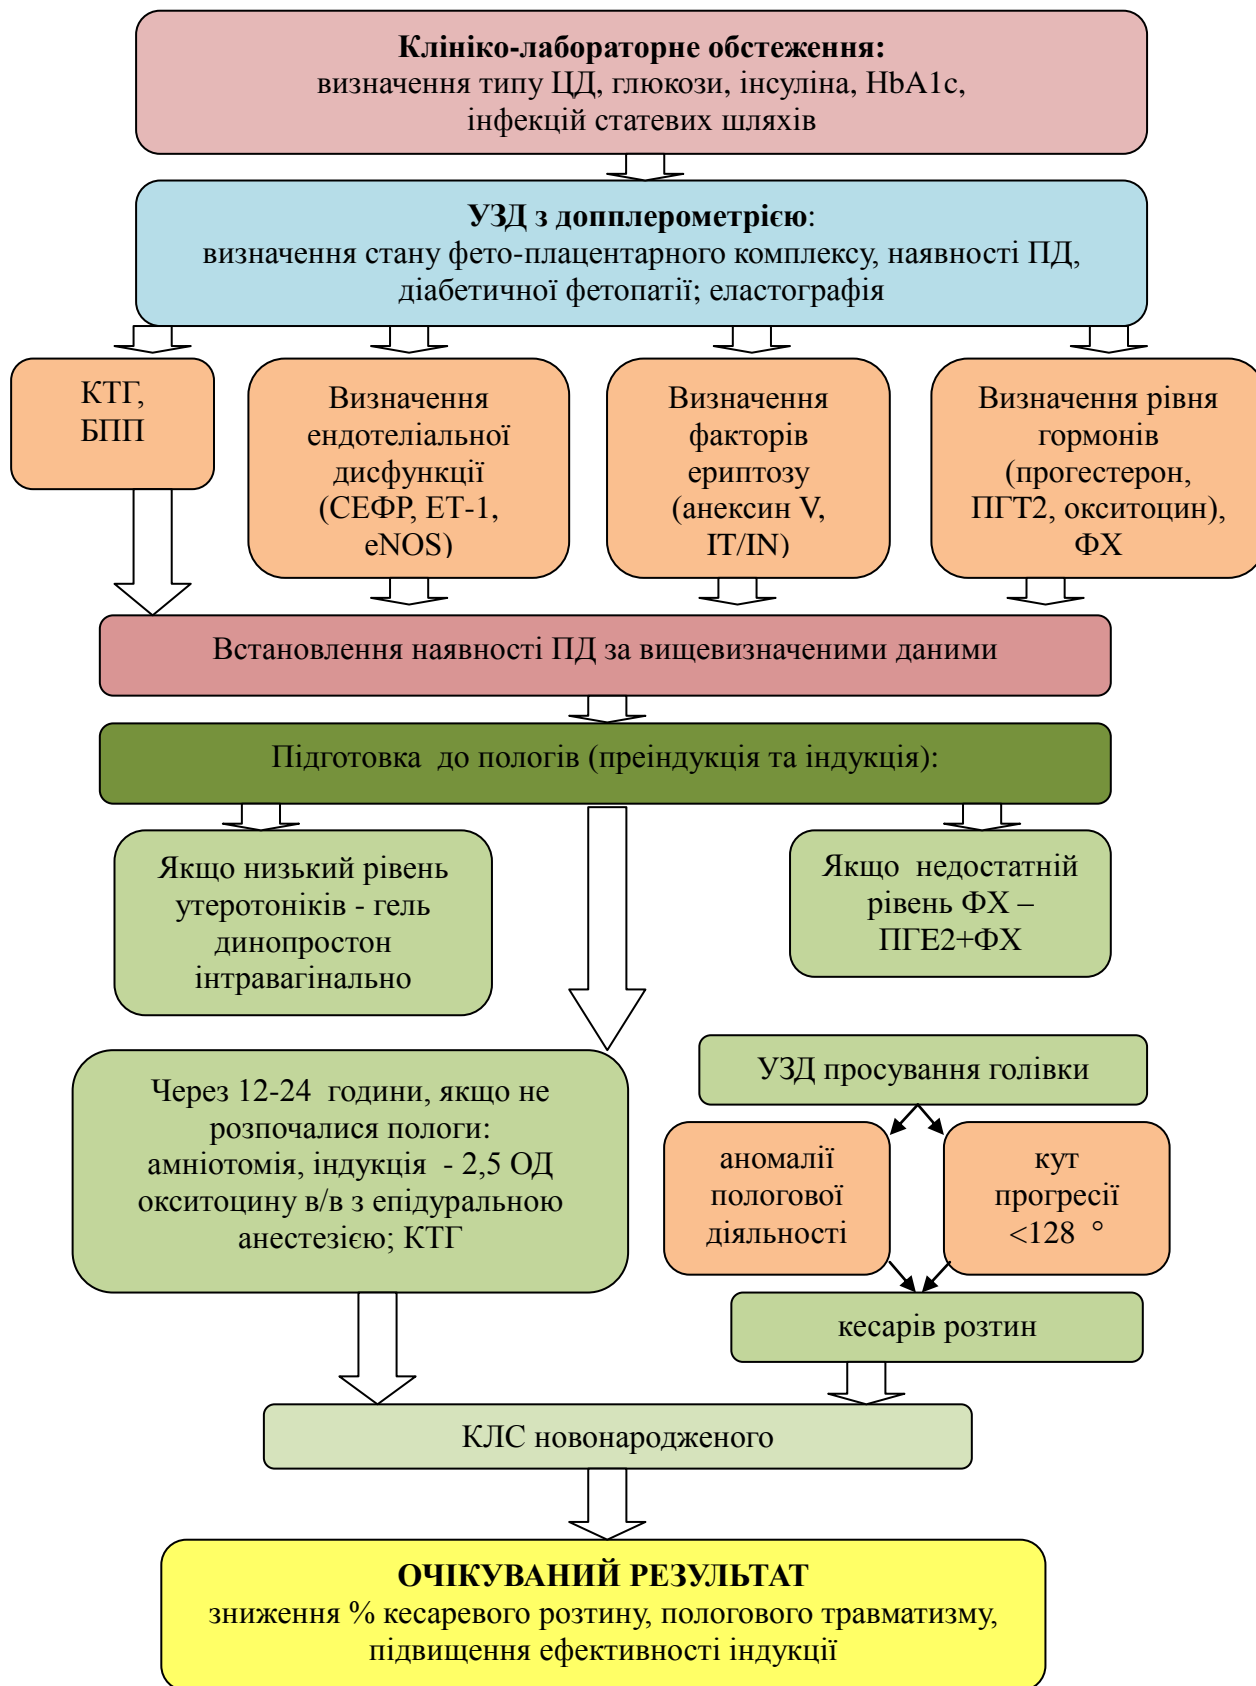 Клініко-лабораторне обстеження:
визначення типу ЦД, глюкози, інсуліна, HbA1c,
інфекцій статевих шляхів
УЗД з допплерометрією:
визначення стану фето-плацентарного комплексу, наявності ПД,
діабетичної фетопатії; еластографія
КТГ,
БПП
Визначення
ендотеліальної
дисфункції
(СЕФР, ЕТ-1,
eNOS)
Визначення
факторів
ериптозу
(анексин V,
IT/IN)
Визначення рівня
гормонів
(прогестерон,
ПГТ2, окситоцин),
ФХ
Встановлення наявності ПД за вищевизначеними даними
Підготовка до пологів (преіндукція та індукція):
Якщо низький рівень
утеротоніків - гель
динопростон
інтравагінально
Якщо недостатній
рівень ФХ –
ПГЕ2+ФХ
Через 12-24 години, якщо не
розпочалися пологи:
амніотомія, індукція - 2,5 ОД
окситоцину в/в з епідуральною
анестезією; КТГ
УЗД просування голівки
аномалії
пологової
діяльності
кут
прогресії
<128 °
кесарів розтин
КЛС новонародженого
ОЧІКУВАНИЙ РЕЗУЛЬТАТ
зниження % кесаревого розтину, пологового травматизму,
підвищення ефективності індукції